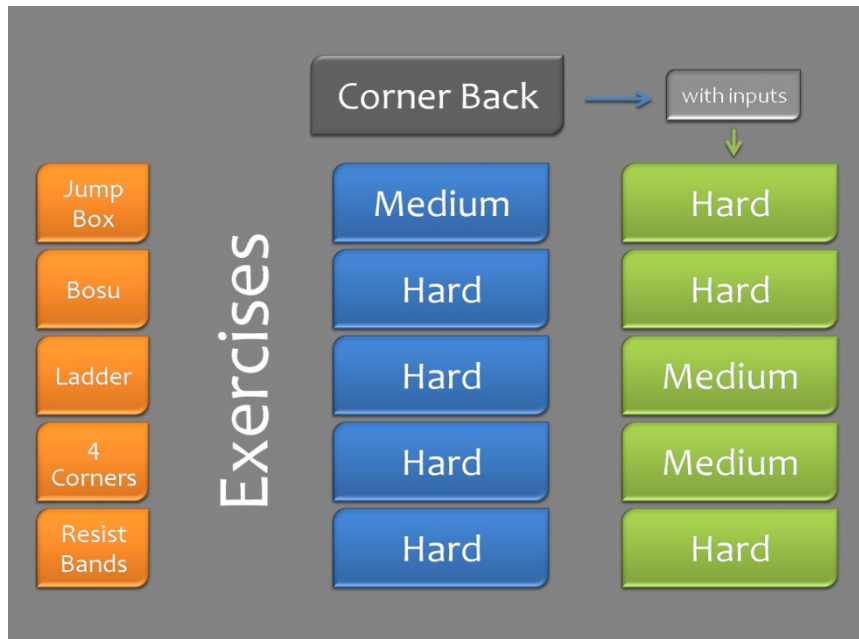 Corner Back
with inputs
Exercises
Jump
Box
Medium
Hard
Bosu
Hard
Hard
Ladder
Hard
Medium
4
Corners
Hard
Medium
Resist
Bands
Hard
Hard